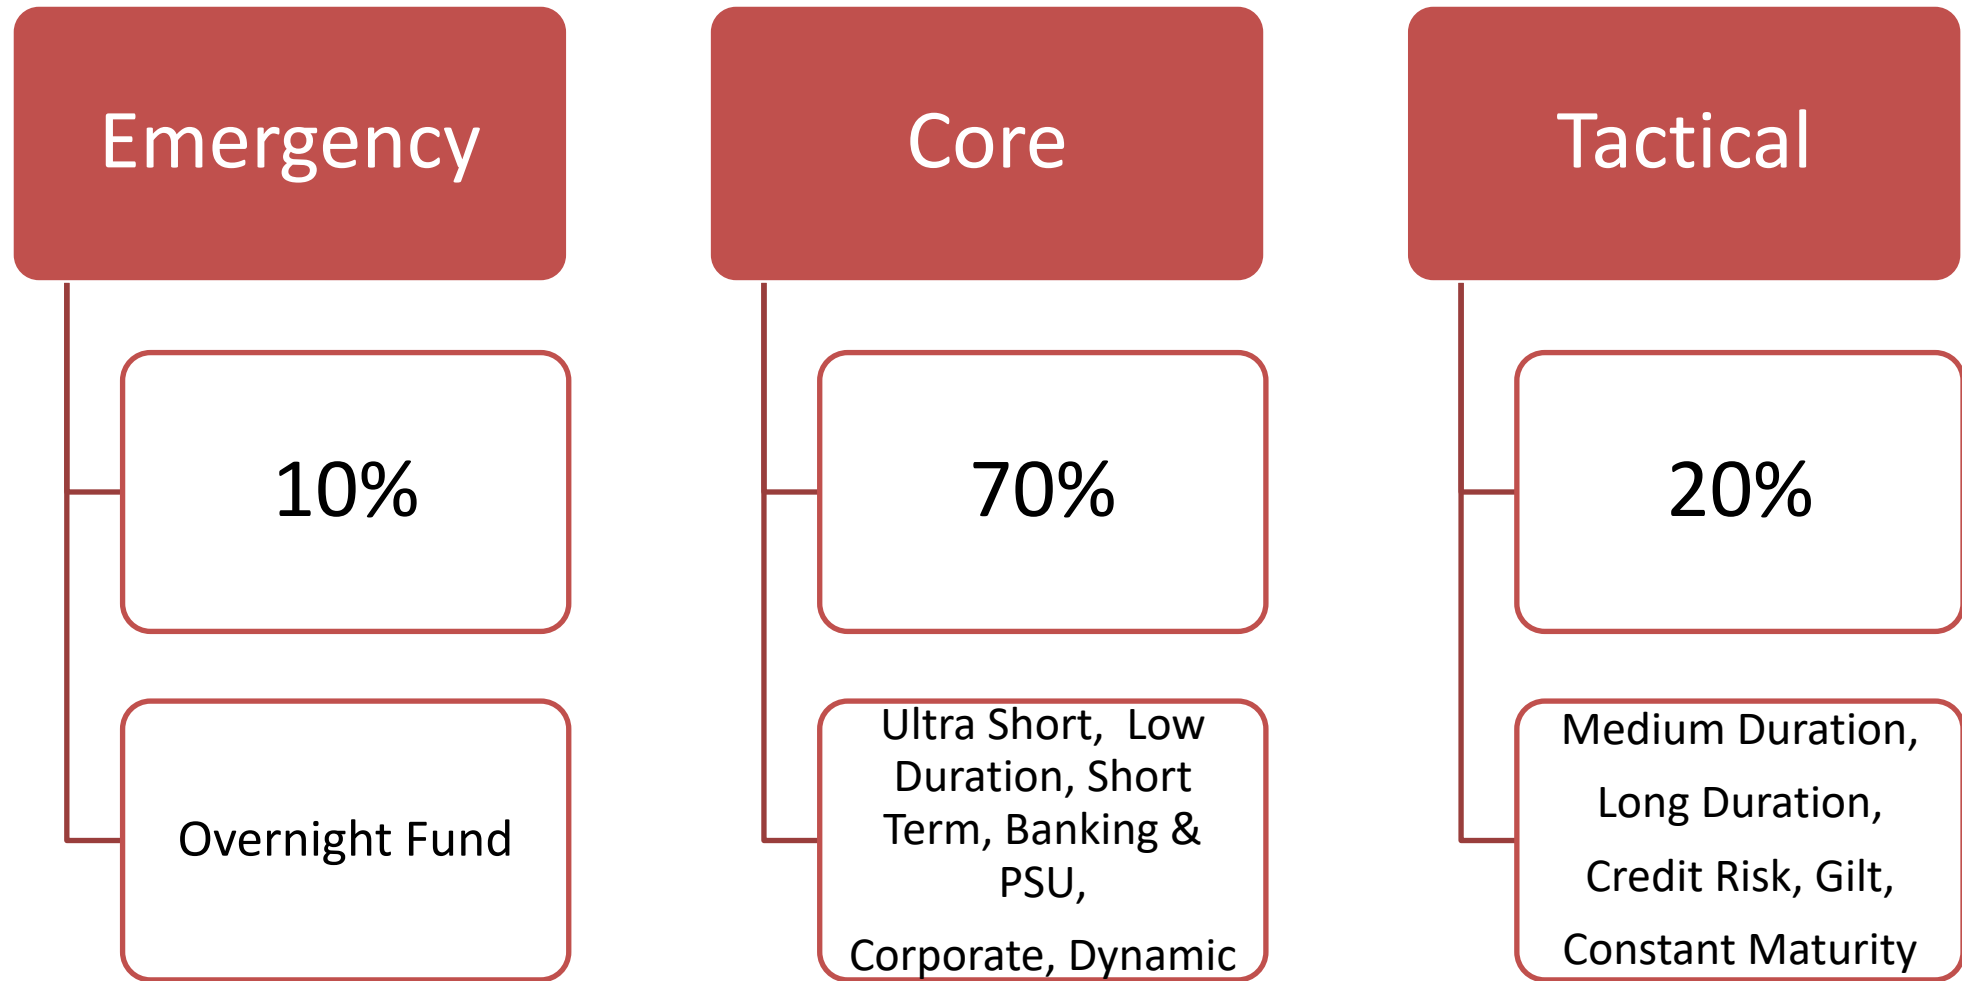 Emergency
10%
Overnight Fund
Core
70%
Ultra Short,  Low
Duration, Short
Term, Banking &
PSU,
Corporate, Dynamic
Tactical
20%
Medium Duration,
Long Duration,
Credit Risk, Gilt,
Constant Maturity